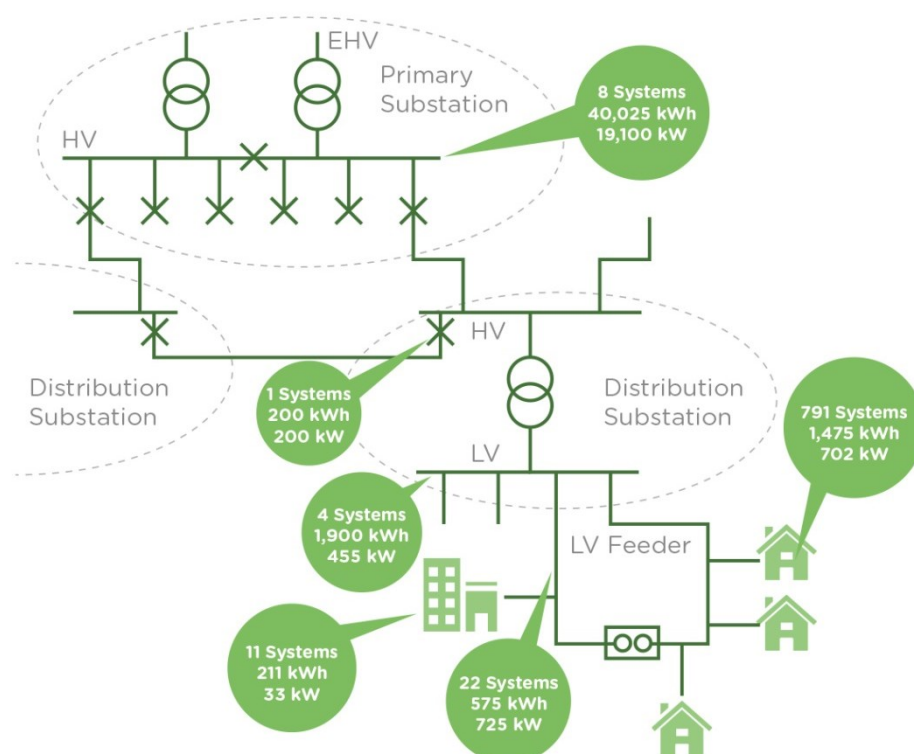 EHV
Primary
Substation
8 Systems
40,025 kWh
19,100 kW
HV
HV
Distribution
Substation
1 Systems
200 kWh
200 kW
Distribution
Substation
791 Systems
1,475 kWh
702 kW
LV
4 Systems
1,900 kWh
455 kW
LV Feeder
11 Systems
211 kWh
33 kW
22 Systems
575 kWh
725 kW